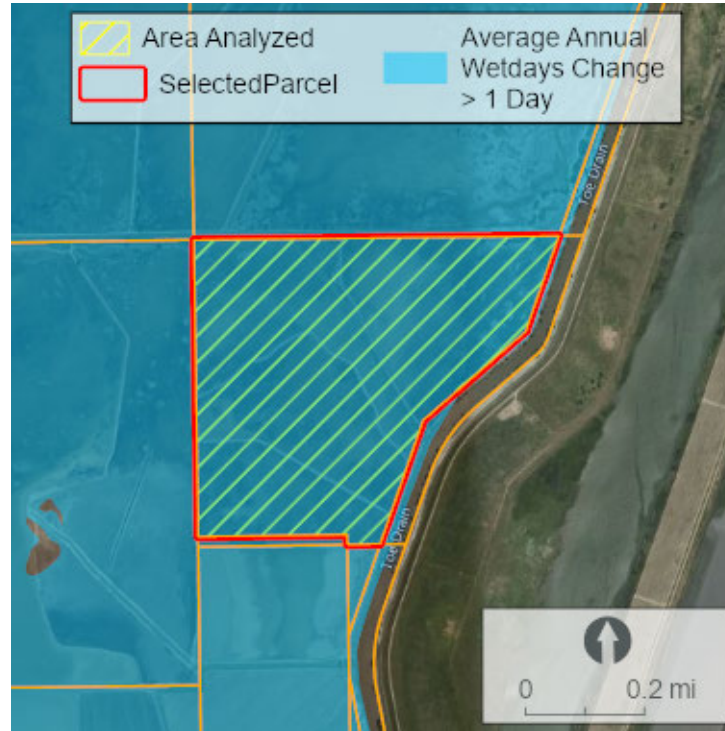 Area Analyzed
SelectedParcel
Average Annual
Wetdays Change
> 1 Day
Toe Drain
Toe Drain
0
0.2 mi